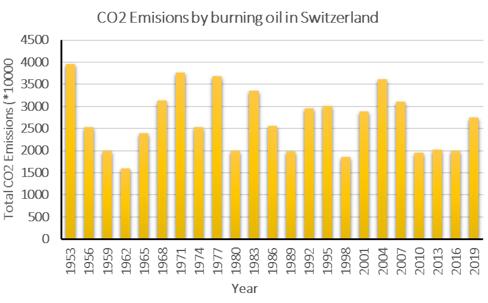 CO2 Emisions by burning oil in Switzerland
Total CO2 Emissions (*10000
4500
4000
3500
3000
2500
2000
1500
1000
500
0
1953 1956 1959 1962 1965 1968 1971 1974 1977 1980 1983 1986 1989 1992 1995 1998 2001 2004 2007 2010 2013 2016 2019
Year